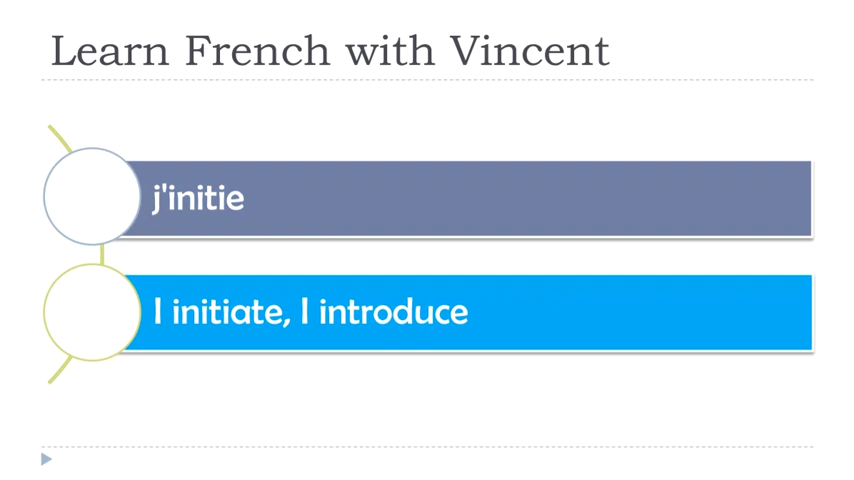 Learn French with Vincent
j'initie
I initiate, I introduce